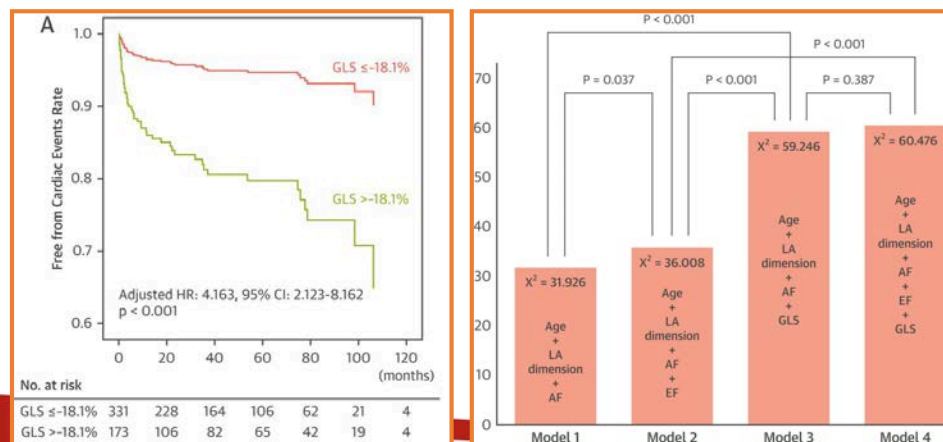 A
1.0
0.9
0.8
0.7
0.6
Free from Cardiac Events Rate
GLS ≤-18.1%
GLS >-18.1%
Adjusted HR: 4.163, 95% CI: 2.123-8.162
p < 0.001
0 20 40 60 80 100 120
(months)
No. at risk
GLS ≤-18.1% 331 228 164 106 62 21 4
GLS >-18.1% 173 106 82 65 42 19 4
P < 0.001
P < 0.001
P = 0.037
P < 0.001
P = 0.387
70
60
50
40
30
20
10
0
X² = 31.926
Age
+
LA
dimension
+
AF
Model 1
X² = 36.008
Age
+
LA
dimension
+
AF
+
EF
Model 2
X² = 59.246
Age
+
LA
dimension
+
AF
+
GLS
Model 3
X² = 60.476
Age
+
LA
dimension
+
AF
+
EF
+
GLS
Model 4